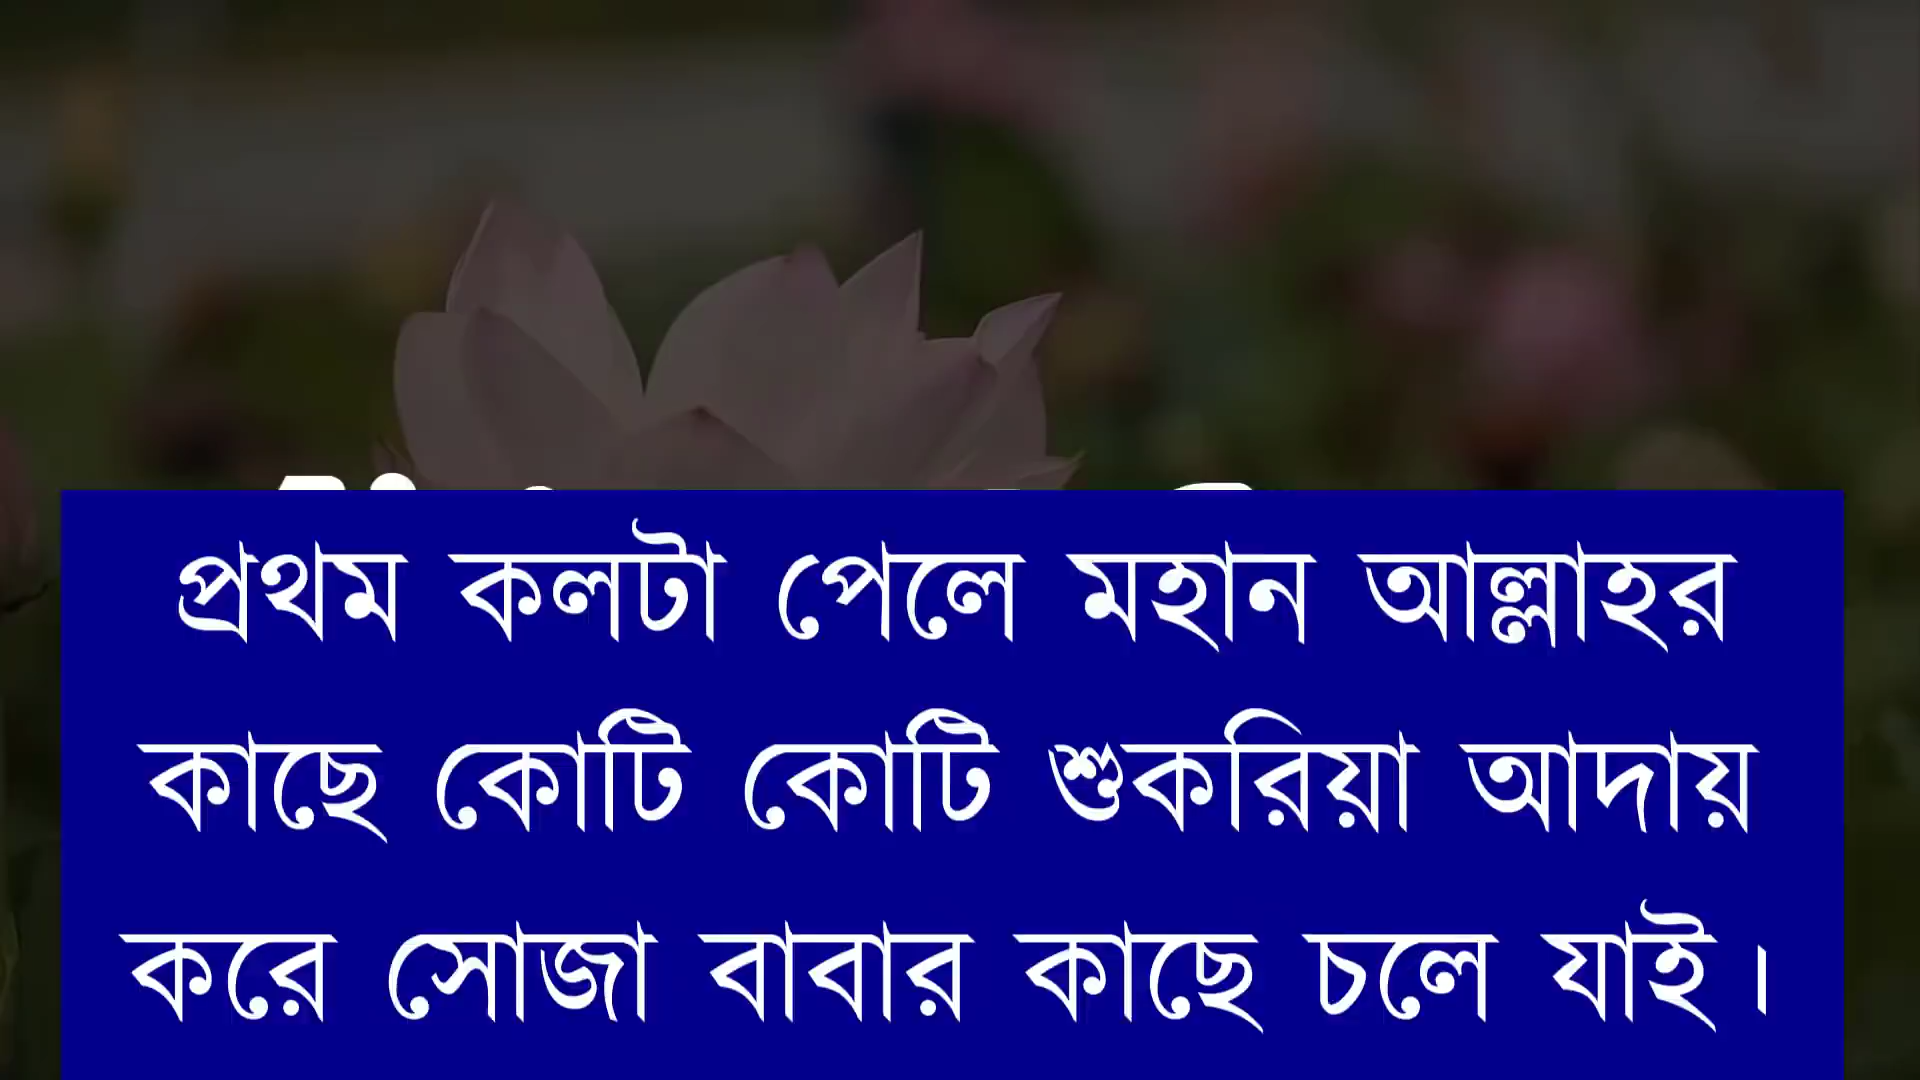 প্রথম কলটা পেলে মহান আল্লাহর
কাছে কোটি কোটি শুকরিয়া আদায়
করে সোজা বাবার কাছে চলে যাই।